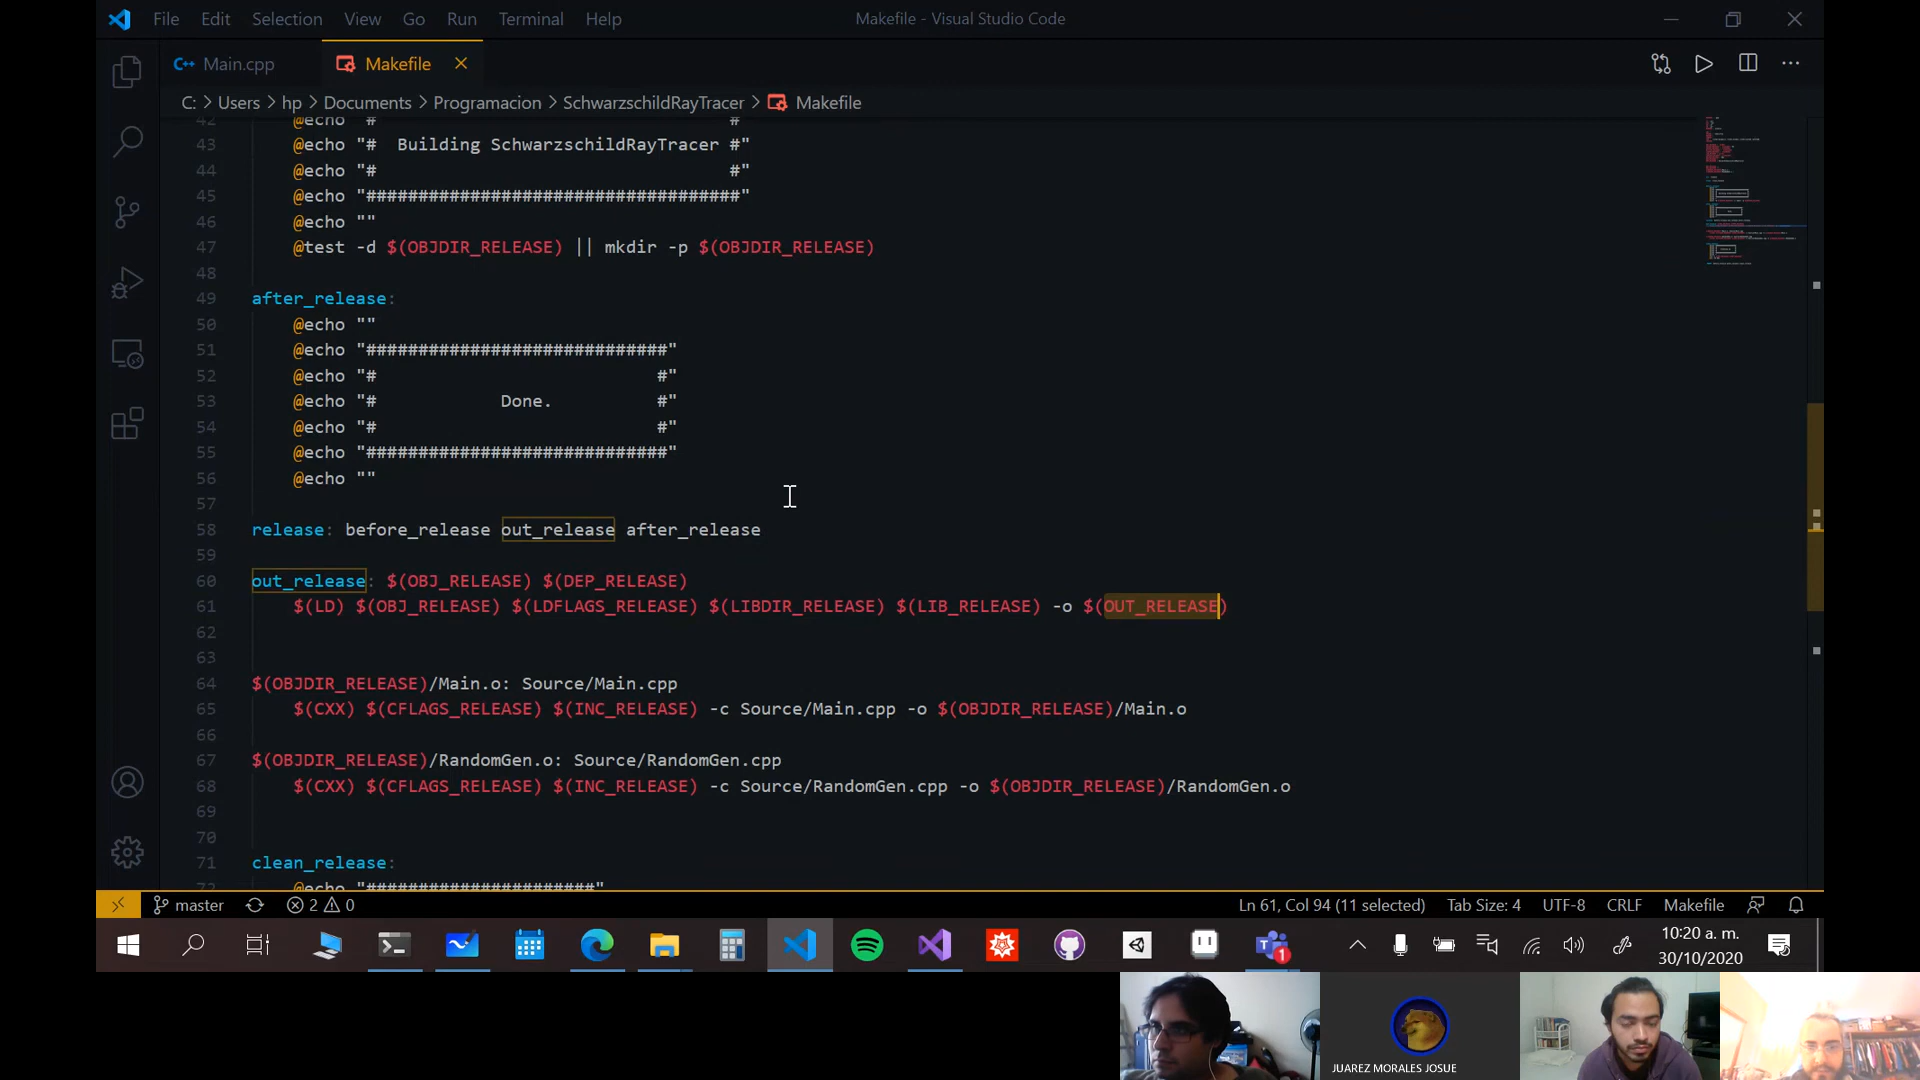 File Edit Selection View Go Run Terminal Help
Makefile - Visual Studio Code
Main.cpp
Makefile
C: > Users > hp > Documents > Programacion > SchwarzschildRayTracer > Makefile
42 @echo "# #"
43 @echo "#  Building SchwarzschildRayTracer #"
44 @echo "# #"
45 @echo "####################################"
46 @echo ""
47 @test -d $(OBJDIR_RELEASE) || mkdir -p $(OBJDIR_RELEASE)
48
49 after_release:
50 @echo ""
51 @echo "#############################"
52 @echo "# #"
53 @echo "# Done. #"
54 @echo "# #"
55 @echo "#############################"
56 @echo ""
57
58 release: before_release out_release after_release
59
60 out_release: $(OBJ_RELEASE) $(DEP_RELEASE)
61 $(LD) $(OBJ_RELEASE) $(LDFLAGS_RELEASE) $(LIBDIR_RELEASE) $(LIB_RELEASE) -o $(OUT_RELEASE)
62
63
64 $(OBJDIR_RELEASE)/Main.o: Source/Main.cpp
65 $(CXX) $(CFLAGS_RELEASE) $(INC_RELEASE) -c Source/Main.cpp -o $(OBJDIR_RELEASE)/Main.o
66
67 $(OBJDIR_RELEASE)/RandomGen.o: Source/RandomGen.cpp
68 $(CXX) $(CFLAGS_RELEASE) $(INC_RELEASE) -c Source/RandomGen.cpp -o $(OBJDIR_RELEASE)/RandomGen.o
69
70
71 clean_release:
72 @echo "######################"
master 2 0
Ln 61, Col 94 (11 selected) Tab Size: 4 UTF-8 CRLF Makefile
1
10:20 a. m.
30/10/2020
JUAREZ MORALES JOSUE